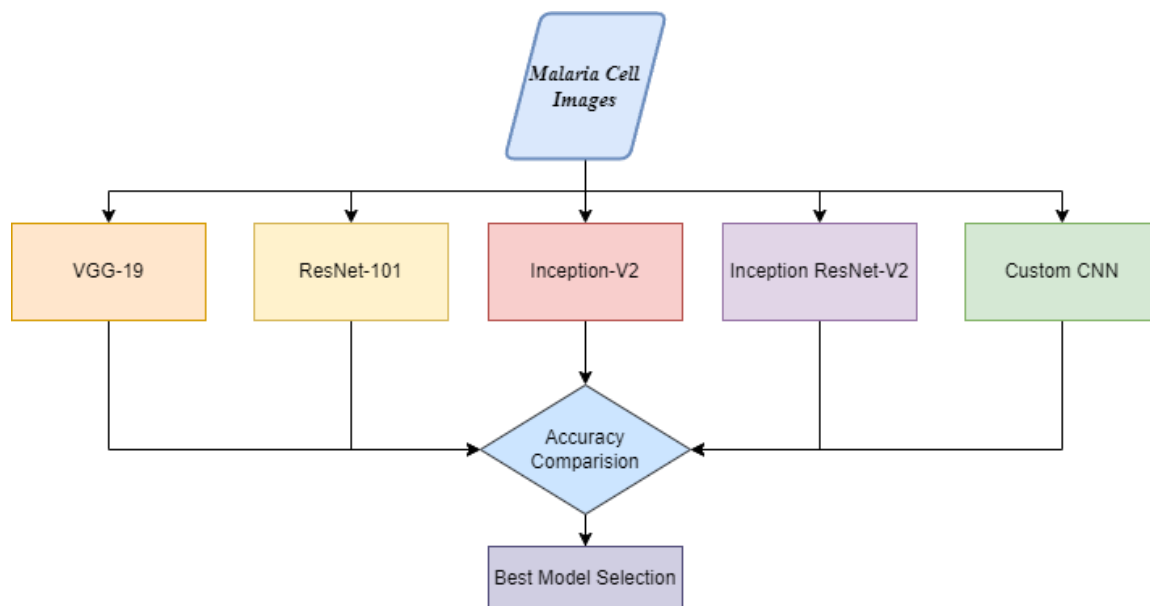 Malaria Cell
Images
VGG-19
ResNet-101
Inception-V2
Inception ResNet-V2
Custom CNN
Accuracy
Comparision
Best Model Selection